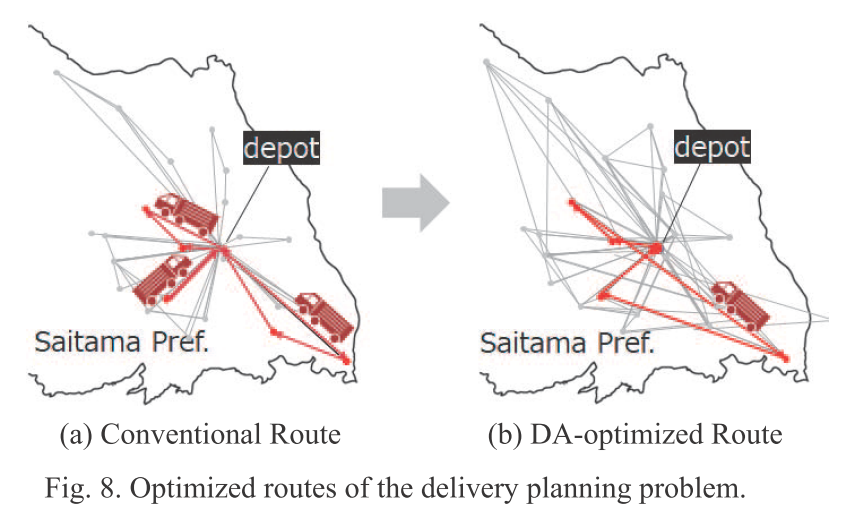 depot
depot
Saitama Pref.
Saitama Pref.
(a) Conventional Route
(b) DA-optimized Route
Fig. 8. Optimized routes of the delivery planning problem.